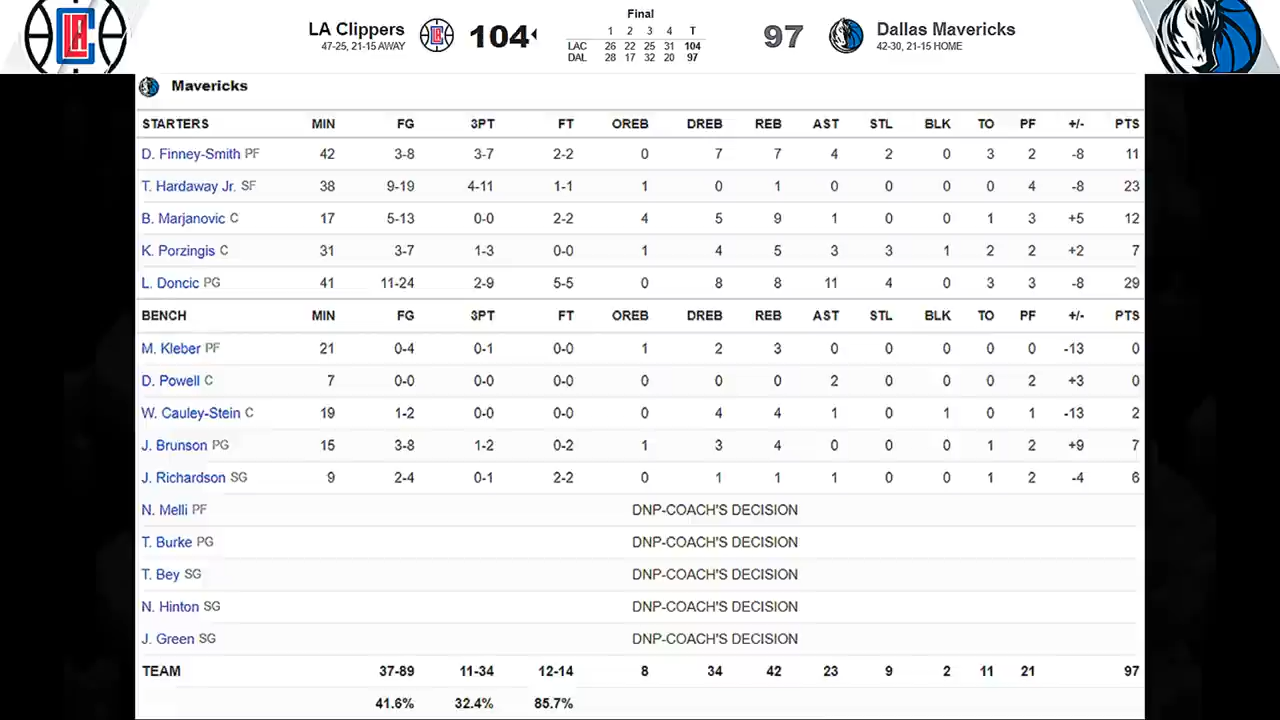 Final
LA Clippers 104 1 2 3 4 T 97 Dallas Mavericks
47-25, 21-15 AWAY LAC 26 22 25 31 104 42-30, 21-15 HOME
DAL 28 17 32 20 97
Mavericks
STARTERS MIN FG 3PT FT OREB DREB REB AST STL BLK TO PF +/- PTS
D. Finney-Smith PF 42 3-8 3-7 2-2 0 7 7 4 2 0 3 2 -8 11
T. Hardaway Jr. SF 38 9-19 4-11 1-1 1 0 1 0 0 0 0 4 -8 23
B. Marjanovic C 17 5-13 0-0 2-2 4 5 9 1 0 0 1 3 +5 12
K. Porzingis C 31 3-7 1-3 0-0 1 4 5 3 3 1 2 2 +2 7
L. Doncic PG 41 11-24 2-9 5-5 0 8 8 11 4 0 3 3 -8 29
BENCH MIN FG 3PT FT OREB DREB REB AST STL BLK TO PF +/- PTS
M. Kleber PF 21 0-4 0-1 0-0 1 2 3 0 0 0 0 0 -13 0
D. Powell C 7 0-0 0-0 0-0 0 0 0 2 0 0 0 2 +3 0
W. Cauley-Stein C 19 1-2 0-0 0-0 0 4 4 1 0 1 0 1 -13 2
J. Brunson PG 15 3-8 1-2 0-2 1 3 4 0 0 0 1 2 +9 7
J. Richardson SG 9 2-4 0-1 2-2 0 1 1 1 0 0 1 2 -4 6
N. Melli PF DNP-COACH'S DECISION
T. Burke PG DNP-COACH'S DECISION
T. Bey SG DNP-COACH'S DECISION
N. Hinton SG DNP-COACH'S DECISION
J. Green SG DNP-COACH'S DECISION
TEAM 37-89 11-34 12-14 8 34 42 23 9 2 11 21 97
41.6% 32.4% 85.7%